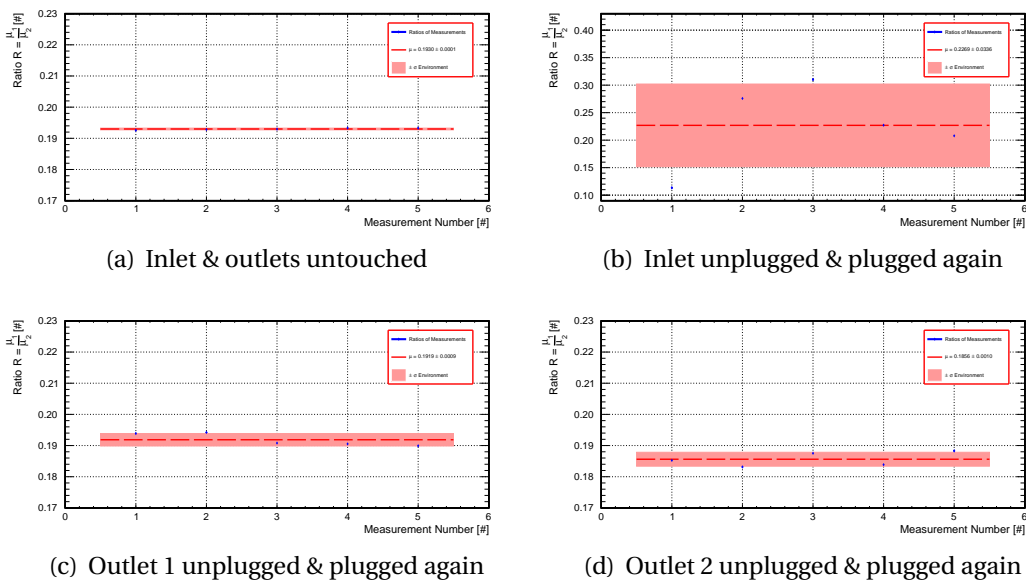 0.23
0.22
0.21
0.20
0.19
0.18
0.17
Ratio R = μ1/μ2 [#]
Ratios of Measurements
μ = 0.1930 ± 0.0001
± σ Environment
0 1 2 3 4 5 6
Measurement Number [#]
(a) Inlet & outlets untouched
0.40
0.35
0.30
0.25
0.20
0.15
0.10
Ratio R = μ1/μ2 [#]
Ratios of Measurements
μ = 0.2269 ± 0.0336
± σ Environment
0 1 2 3 4 5 6
Measurement Number [#]
(b) Inlet unplugged & plugged again
0.23
0.22
0.21
0.20
0.19
0.18
0.17
Ratio R = μ1/μ2 [#]
Ratios of Measurements
μ = 0.1919 ± 0.0009
± σ Environment
0 1 2 3 4 5 6
Measurement Number [#]
(c) Outlet 1 unplugged & plugged again
0.23
0.22
0.21
0.20
0.19
0.18
0.17
Ratio R = μ1/μ2 [#]
Ratios of Measurements
μ = 0.1856 ± 0.0010
± σ Environment
0 1 2 3 4 5 6
Measurement Number [#]
(d) Outlet 2 unplugged & plugged again